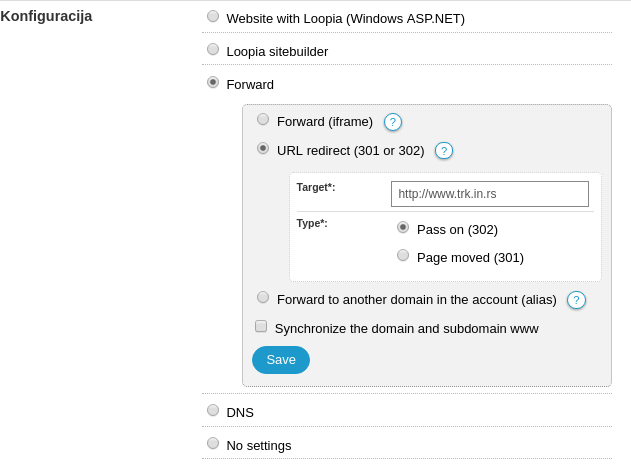 Konfiguracija
Website with Loopia (Windows ASP.NET)
Loopia sitebuilder
Forward
Forward (iframe) ?
URL redirect (301 or 302) ?
Target*: http://www.trk.in.rs
Type*: Pass on (302)
Page moved (301)
Forward to another domain in the account (alias) ?
Synchronize the domain and subdomain www
Save
DNS
No settings